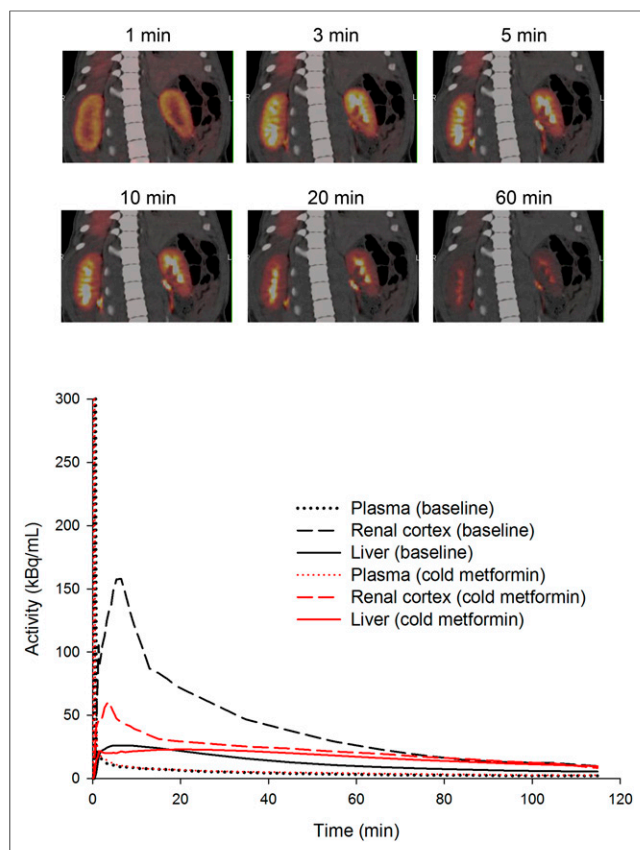 1 min 3 min 5 min
R L R L R L
10 min 20 min 60 min
R L R L R L
300
250
200
150
100
50
0
Activity (kBq/mL)
Plasma (baseline)
Renal cortex (baseline)
Liver (baseline)
Plasma (cold metformin)
Renal cortex (cold metformin)
Liver (cold metformin)
0 20 40 60 80 100 120
Time (min)